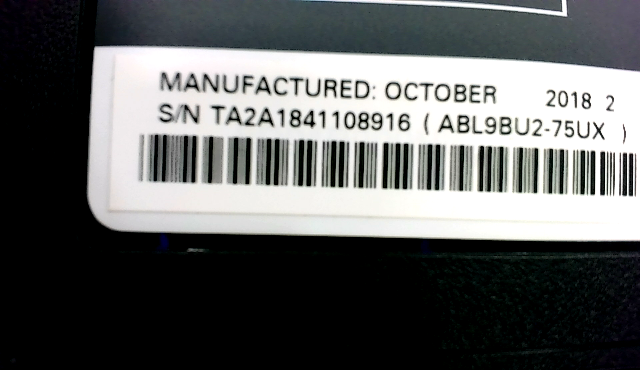 MANUFACTURED: OCTOBER 2018 2
S/N TA2A1841108916 ( ABL9BU2-75UX )